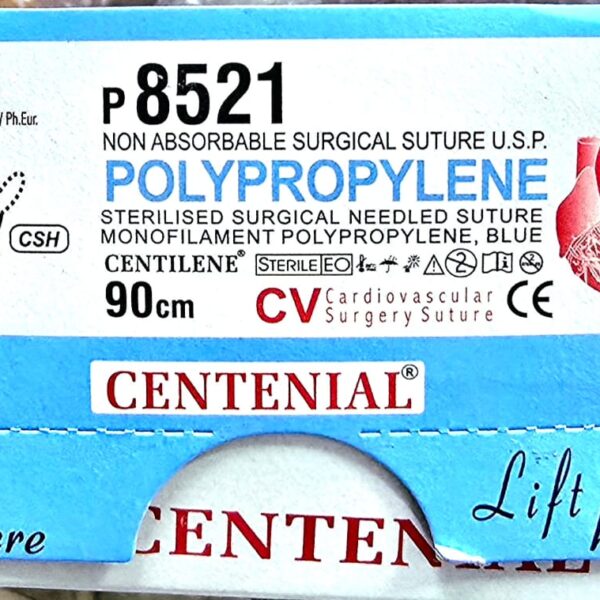 / Ph.Eur.
P 8521
NON ABSORBABLE SURGICAL SUTURE U.S.P.
POLYPROPYLENE
STERILISED SURGICAL NEEDLED SUTURE
MONOFILAMENT POLYPROPYLENE, BLUE
CSH
CENTILENE® STERILE EO
90cm
CV Cardiovascular
Surgery Suture CE
CENTENIAL®
Lift
ere
CENTENIAL